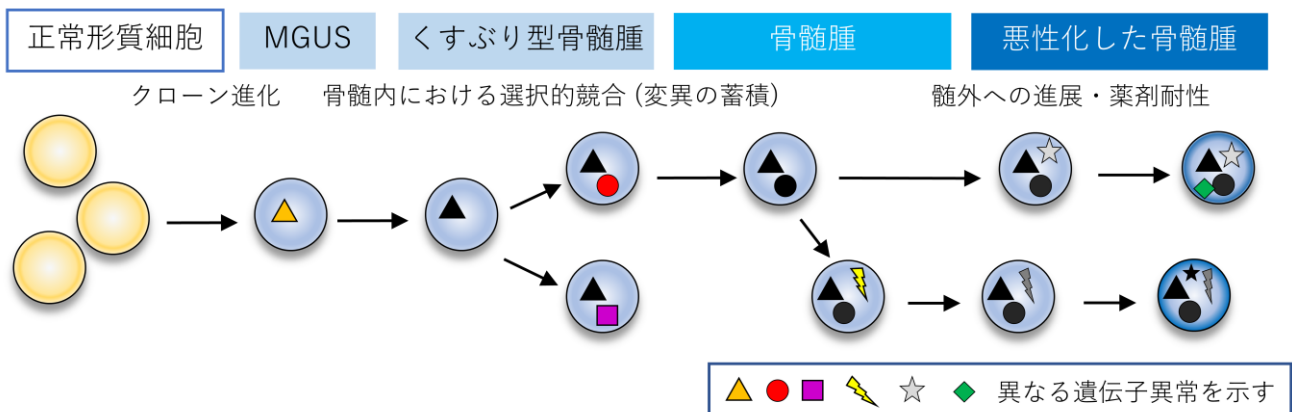 正常形質細胞
MGUS
くすぶり型骨髄腫
骨髄腫
悪性化した骨髄腫
クローン進化
骨髄内における選択的競合 (変異の蓄積)
髄外への進展・薬剤耐性
異なる遺伝子異常を示す